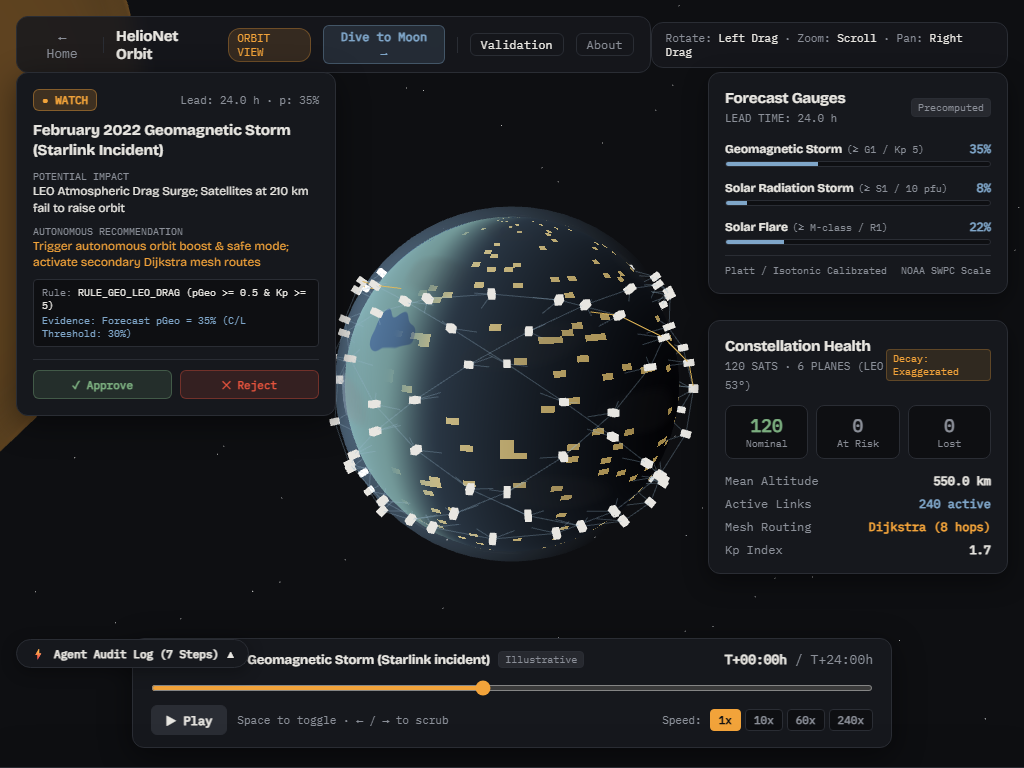 ← Home
HelioNet Orbit
ORBIT VIEW
Dive to Moon →
Validation
About
Rotate: Left Drag · Zoom: Scroll · Pan: Right Drag
● WATCH
Lead: 24.0 h · p: 35%
February 2022 Geomagnetic Storm
(Starlink Incident)
POTENTIAL IMPACT
LEO Atmospheric Drag Surge; Satellites at 210 km
fail to raise orbit
AUTONOMOUS RECOMMENDATION
Trigger autonomous orbit boost & safe mode;
activate secondary Dijkstra mesh routes
Rule: RULE_GEO_LEO_DRAG (pGeo >= 0.5 & Kp >=
5)
Evidence: Forecast pGeo = 35% (C/L
Threshold: 30%)
✓ Approve
✕ Reject
Forecast Gauges
LEAD TIME: 24.0 h
Precomputed
Geomagnetic Storm (≥ G1 / Kp 5) 35%
Solar Radiation Storm (≥ S1 / 10 pfu) 8%
Solar Flare (≥ M-class / R1) 22%
Platt / Isotonic Calibrated NOAA SWPC Scale
Constellation Health
120 SATS · 6 PLANES (LEO
53°)
Decay:
Exaggerated
120 0 0
Nominal At Risk Lost
Mean Altitude 550.0 km
Active Links 240 active
Mesh Routing Dijkstra (8 hops)
Kp Index 1.7
Agent Audit Log (7 Steps) ▲
Geomagnetic Storm (Starlink incident) Illustrative T+00:00h / T+24:00h
▶ Play Space to toggle · ← / → to scrub Speed: 1x 10x 60x 240x